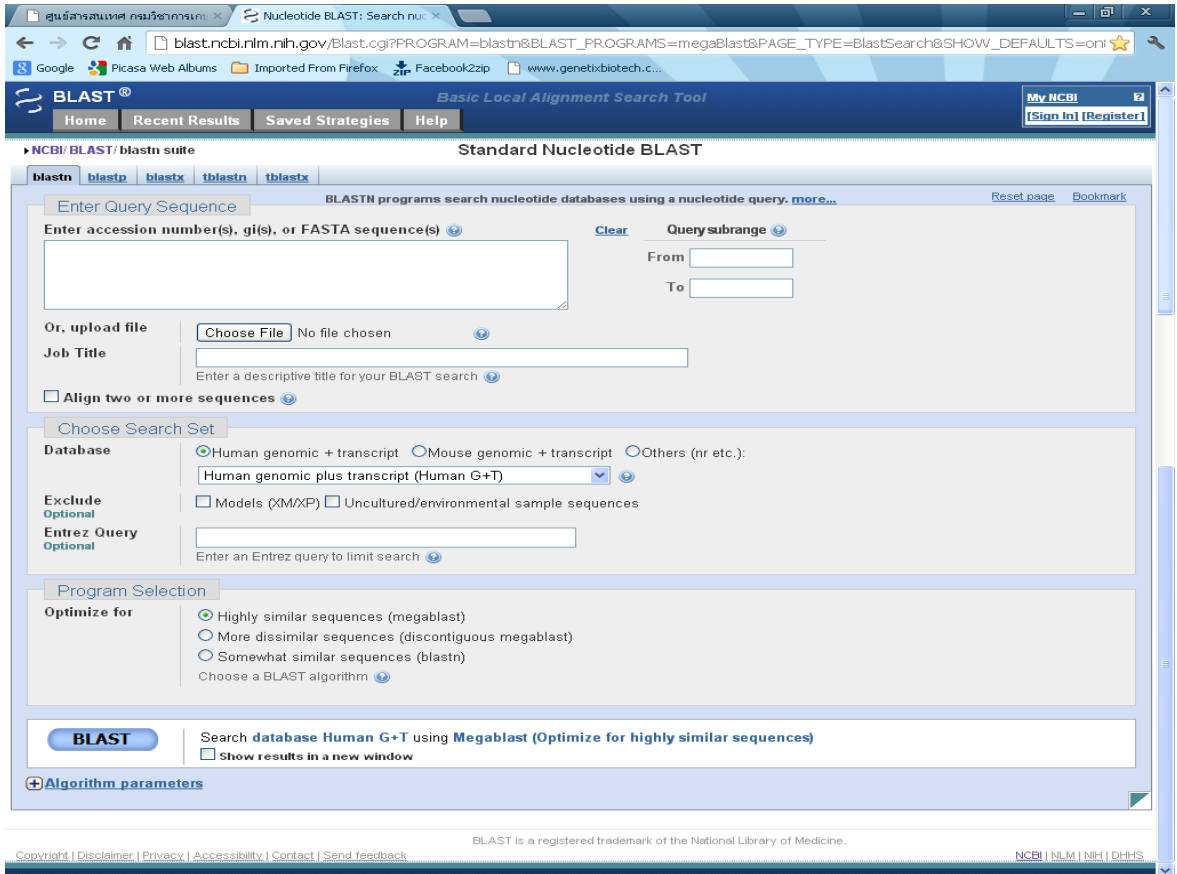 ศูนย์สารสนเทศ กรมวิชาการเก
Nucleotide BLAST: Search nuc
blast.ncbi.nlm.nih.gov/Blast.cgi?PROGRAM=blastn&BLAST_PROGRAMS=megaBlast&PAGE_TYPE=BlastSearch&SHOW_DEFAULTS=on
Google Picasa Web Albums Imported From Firefox Facebook2zip www.genetixbiotech.c...
BLAST ® Basic Local Alignment Search Tool My NCBI
Home Recent Results Saved Strategies Help [Sign In] [Register]
NCBI/ BLAST/ blastn suite Standard Nucleotide BLAST
blastn blastp blastx tblastn tblastx
BLASTN programs search nucleotide databases using a nucleotide query. more... Reset page Bookmark
Enter Query Sequence
Enter accession number(s), gi(s), or FASTA sequence(s) Clear Query subrange
From
To
Or, upload file Choose File No file chosen
Job Title
Enter a descriptive title for your BLAST search
Align two or more sequences
Choose Search Set
Database Human genomic + transcript Mouse genomic + transcript Others (nr etc.):
Human genomic plus transcript (Human G+T)
Exclude Models (XM/XP) Uncultured/environmental sample sequences
Optional
Entrez Query
Optional
Enter an Entrez query to limit search
Program Selection
Optimize for Highly similar sequences (megablast)
More dissimilar sequences (discontiguous megablast)
Somewhat similar sequences (blastn)
Choose a BLAST algorithm
BLAST Search database Human G+T using Megablast (Optimize for highly similar sequences)
Show results in a new window
Algorithm parameters
BLAST is a registered trademark of the National Library of Medicine.
Copyright | Disclaimer | Privacy | Accessibility | Contact | Send feedback NCBI | NLM | NIH | DHHS